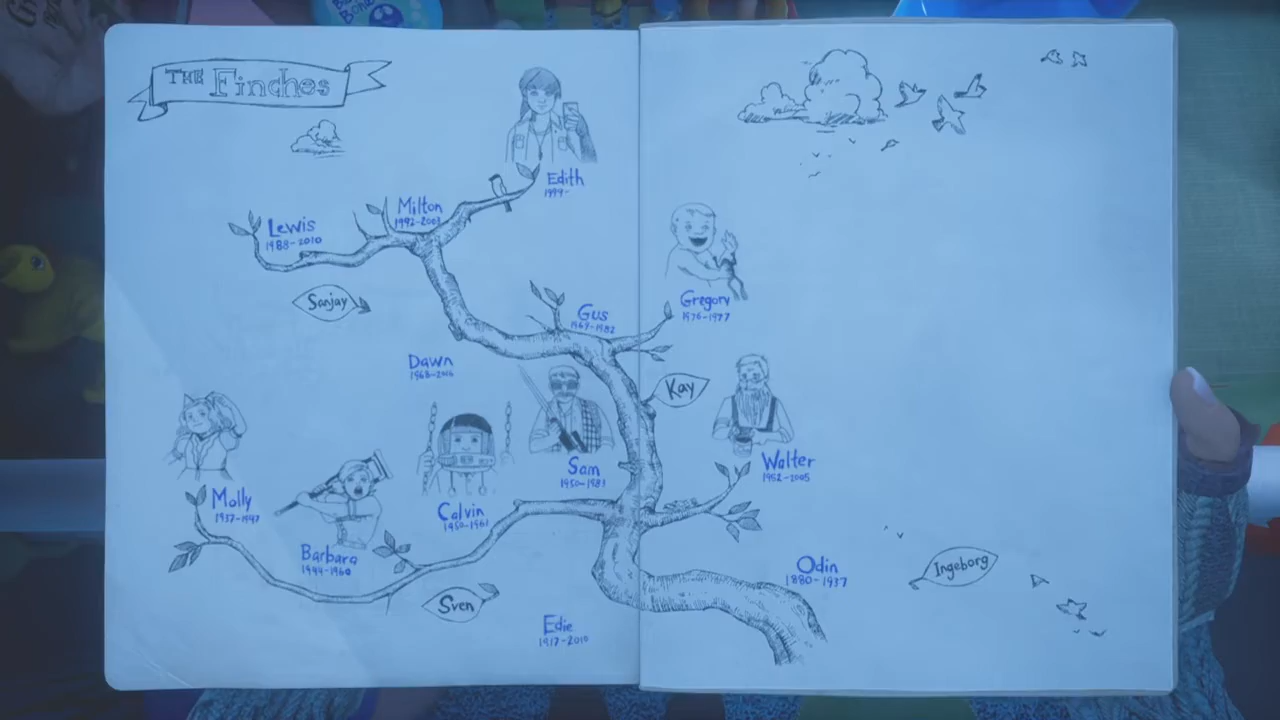 THE Finches
Edith
1999-
Milton
1992-2003
Lewis
1988-2010
Sanjay
Gregory
1976-1977
Gus
1969-1982
Dawn
1968-2016
Kay
Sam
1950-1983
Walter
1952-2005
Molly
1937-1947
Calvin
1950-1961
Barbara
1944-1960
Sven
Odin
1880-1937
Ingeborg
Edie
1917-2010